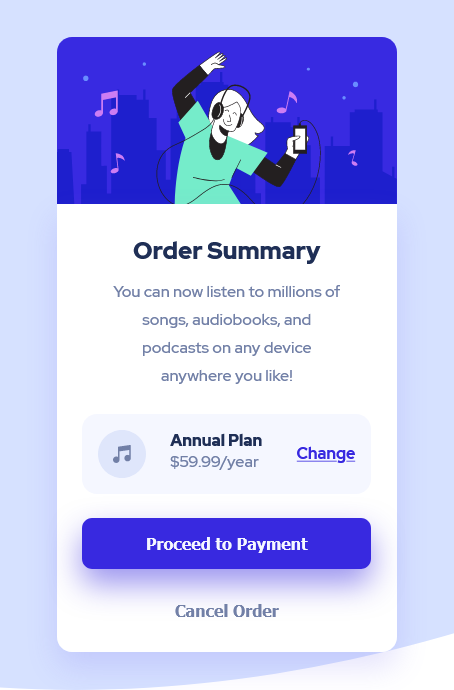 Order Summary
You can now listen to millions of
songs, audiobooks, and
podcasts on any device
anywhere you like!
Annual Plan
$59.99/year
Change
Proceed to Payment
Cancel Order